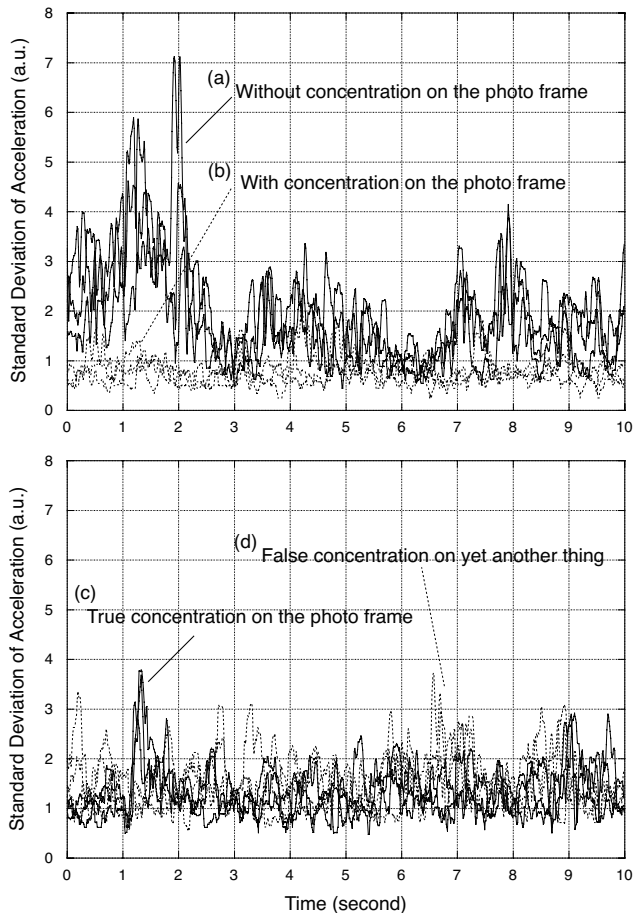 8
7
6
5
4
3
2
1
0
Standard Deviation of Acceleration (a.u.)
(a)
Without concentration on the photo frame
(b)
With concentration on the photo frame
0 1 2 3 4 5 6 7 8 9 10
8
7
6
5
4
3
2
1
0
Standard Deviation of Acceleration (a.u.)
(d)
False concentration on yet another thing
(c)
True concentration on the photo frame
0 1 2 3 4 5 6 7 8 9 10
Time (second)